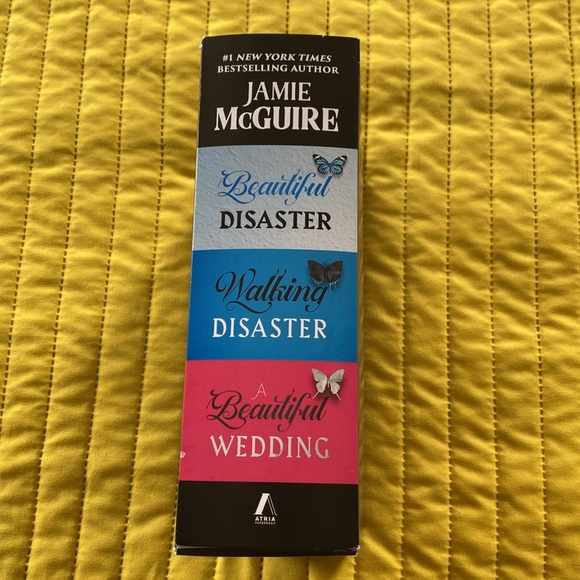 #1 NEW YORK TIMES
BESTSELLING AUTHOR
JAMIE
McGUIRE
Beautiful
DISASTER
Walking
DISASTER
A
Beautiful
WEDDING
ATRIA
PAPERBACK